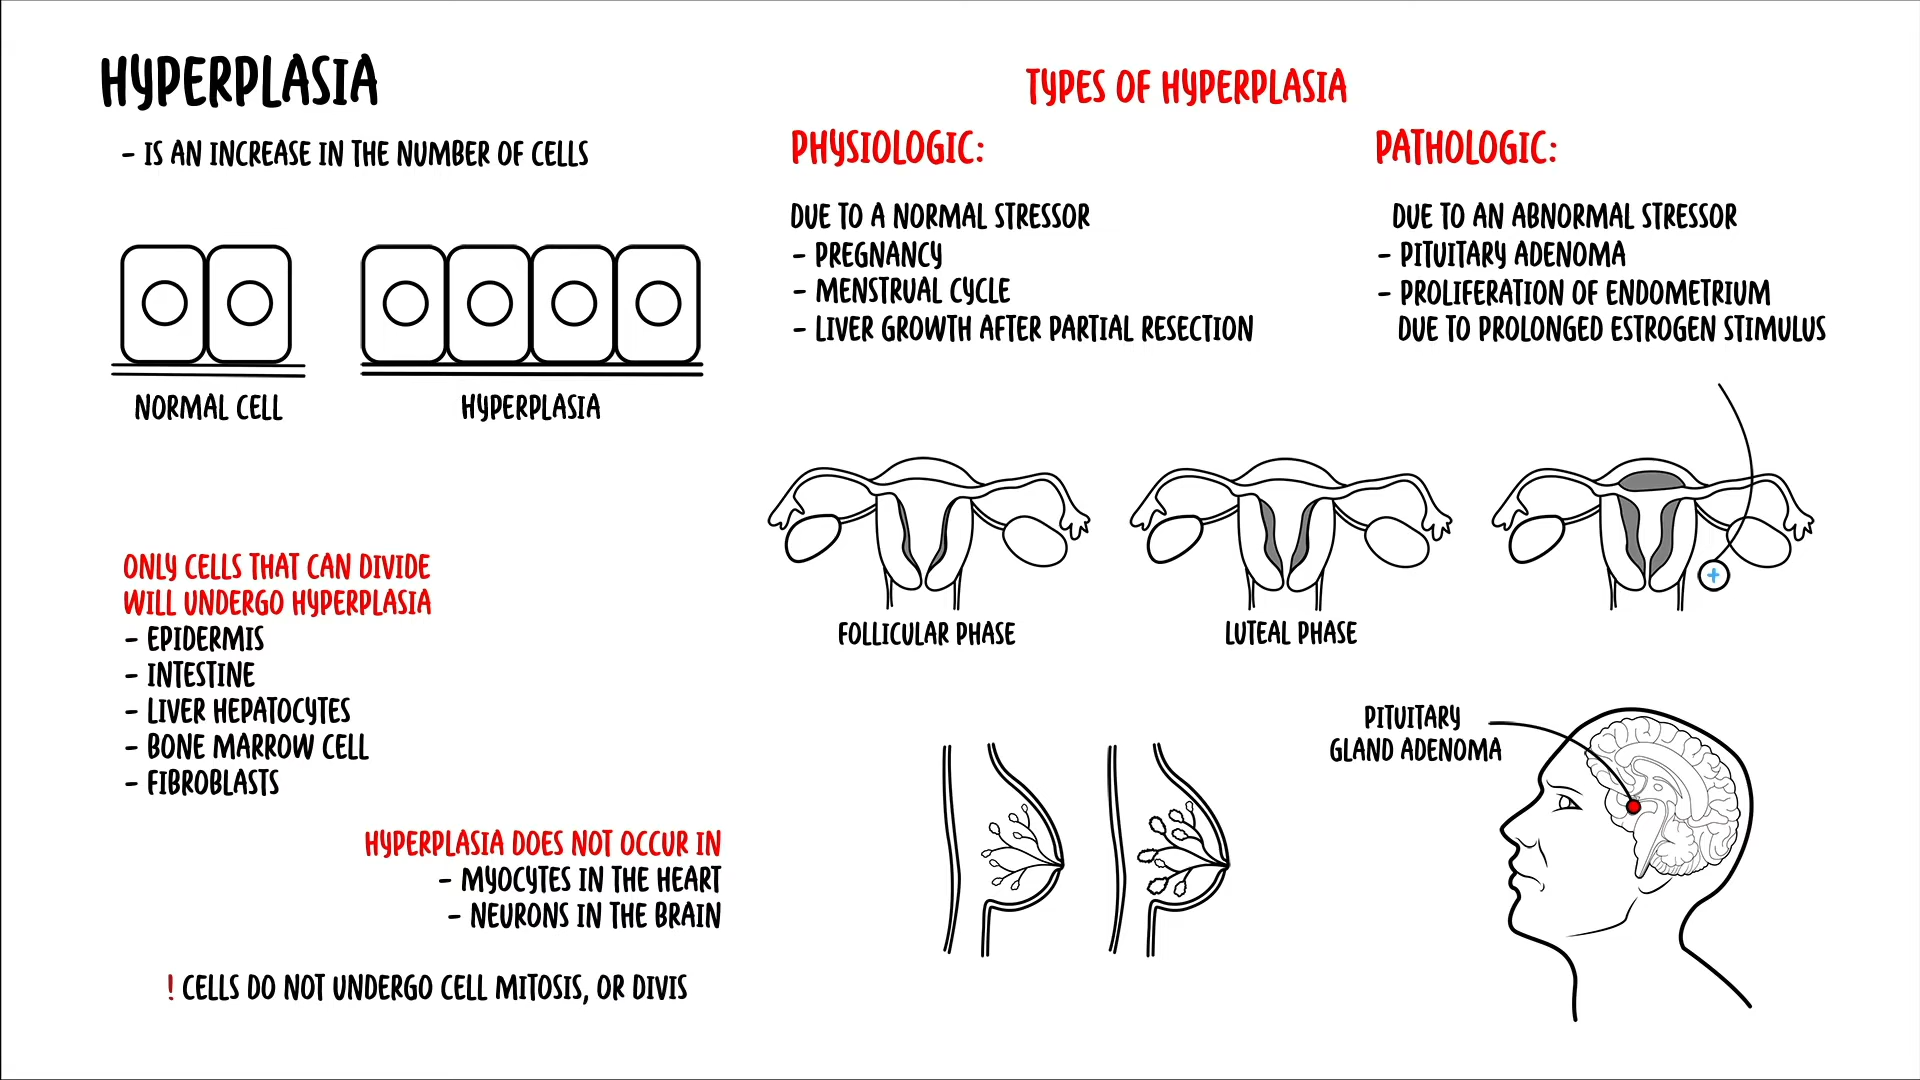 HYPERPLASIA
- IS AN INCREASE IN THE NUMBER OF CELLS
NORMAL CELL
HYPERPLASIA
ONLY CELLS THAT CAN DIVIDE
WILL UNDERGO HYPERPLASIA
- EPIDERMIS
- INTESTINE
- LIVER HEPATOCYTES
- BONE MARROW CELL
- FIBROBLASTS
HYPERPLASIA DOES NOT OCCUR IN
- MYOCYTES IN THE HEART
- NEURONS IN THE BRAIN
! CELLS DO NOT UNDERGO CELL MITOSIS, OR DIVIS
TYPES OF HYPERPLASIA
PHYSIOLOGIC:
DUE TO A NORMAL STRESSOR
- PREGNANCY
- MENSTRUAL CYCLE
- LIVER GROWTH AFTER PARTIAL RESECTION
PATHOLOGIC:
DUE TO AN ABNORMAL STRESSOR
- PITUITARY ADENOMA
- PROLIFERATION OF ENDOMETRIUM
DUE TO PROLONGED ESTROGEN STIMULUS
+
FOLLICULAR PHASE
LUTEAL PHASE
PITUITARY
GLAND ADENOMA